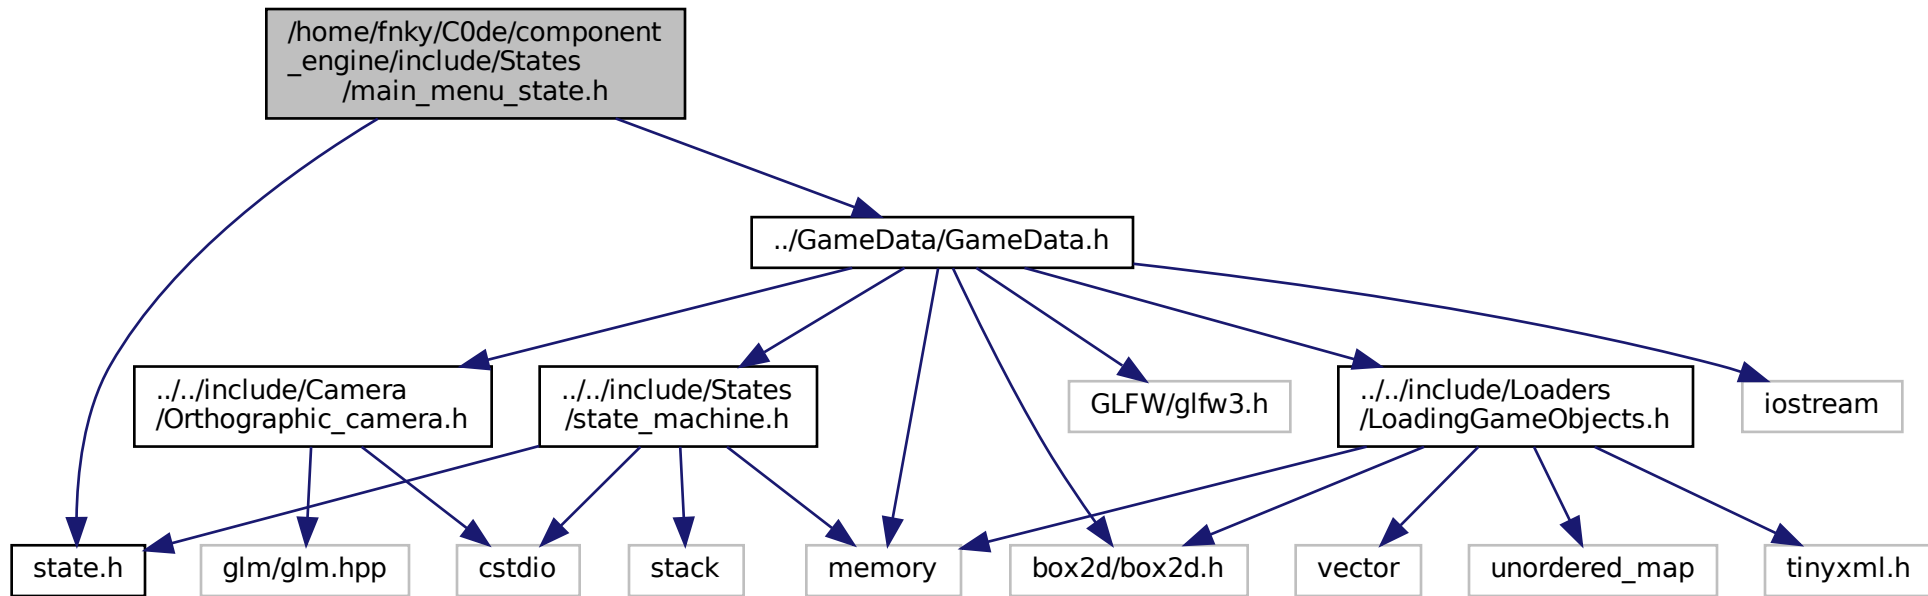 /home/fnky/C0de/component
_engine/include/States
/main_menu_state.h
../GameData/GameData.h
../../include/Camera
/Orthographic_camera.h
../../include/States
/state_machine.h
GLFW/glfw3.h
../../include/Loaders
/LoadingGameObjects.h
iostream
state.h
glm/glm.hpp
cstdio
stack
memory
box2d/box2d.h
vector
unordered_map
tinyxml.h